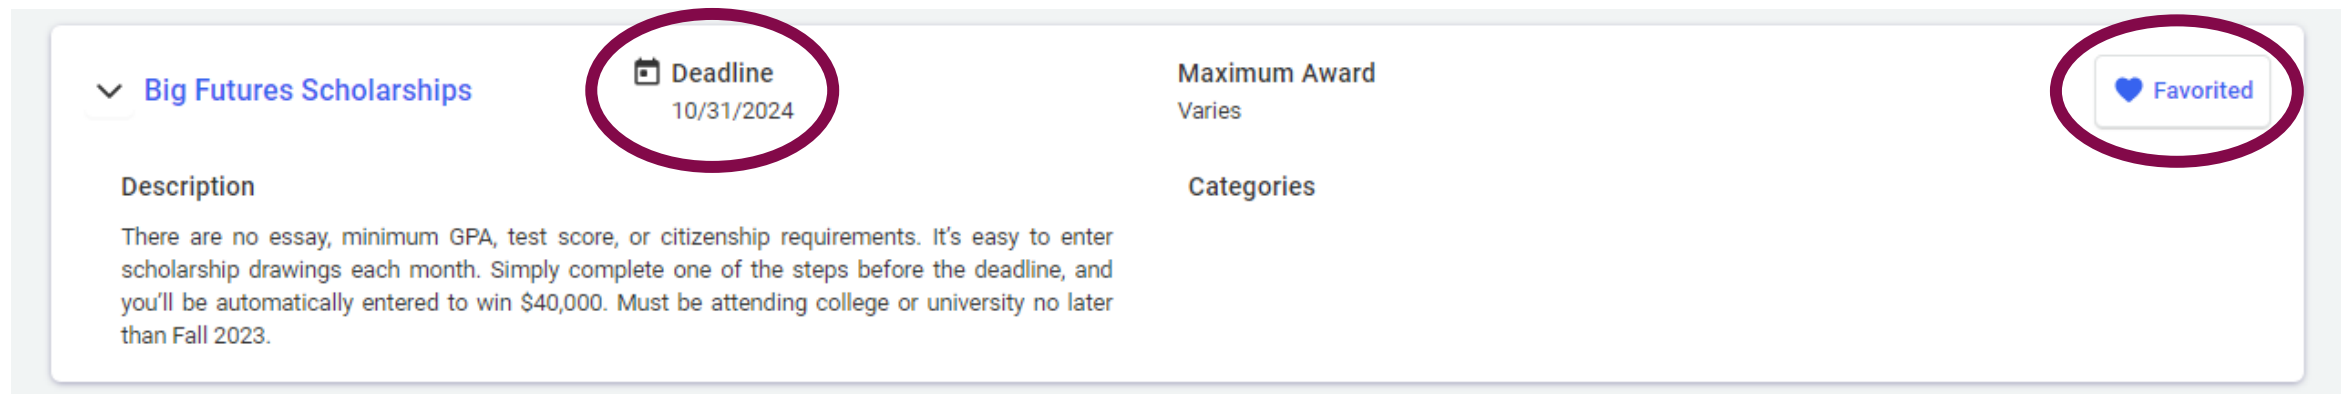 Big Futures Scholarships
Deadline
10/31/2024
Maximum Award
Varies
Favorited
Description
There are no essay, minimum GPA, test score, or citizenship requirements. It's easy to enter
scholarship drawings each month. Simply complete one of the steps before the deadline, and
you'll be automatically entered to win $40,000. Must be attending college or university no later
than Fall 2023.
Categories